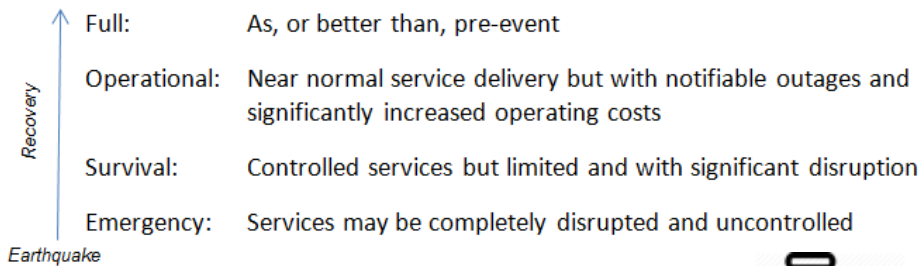 Full: As, or better than, pre-event
Operational: Near normal service delivery but with notifiable outages and
significantly increased operating costs
Survival: Controlled services but limited and with significant disruption
Emergency: Services may be completely disrupted and uncontrolled
Recovery
Earthquake